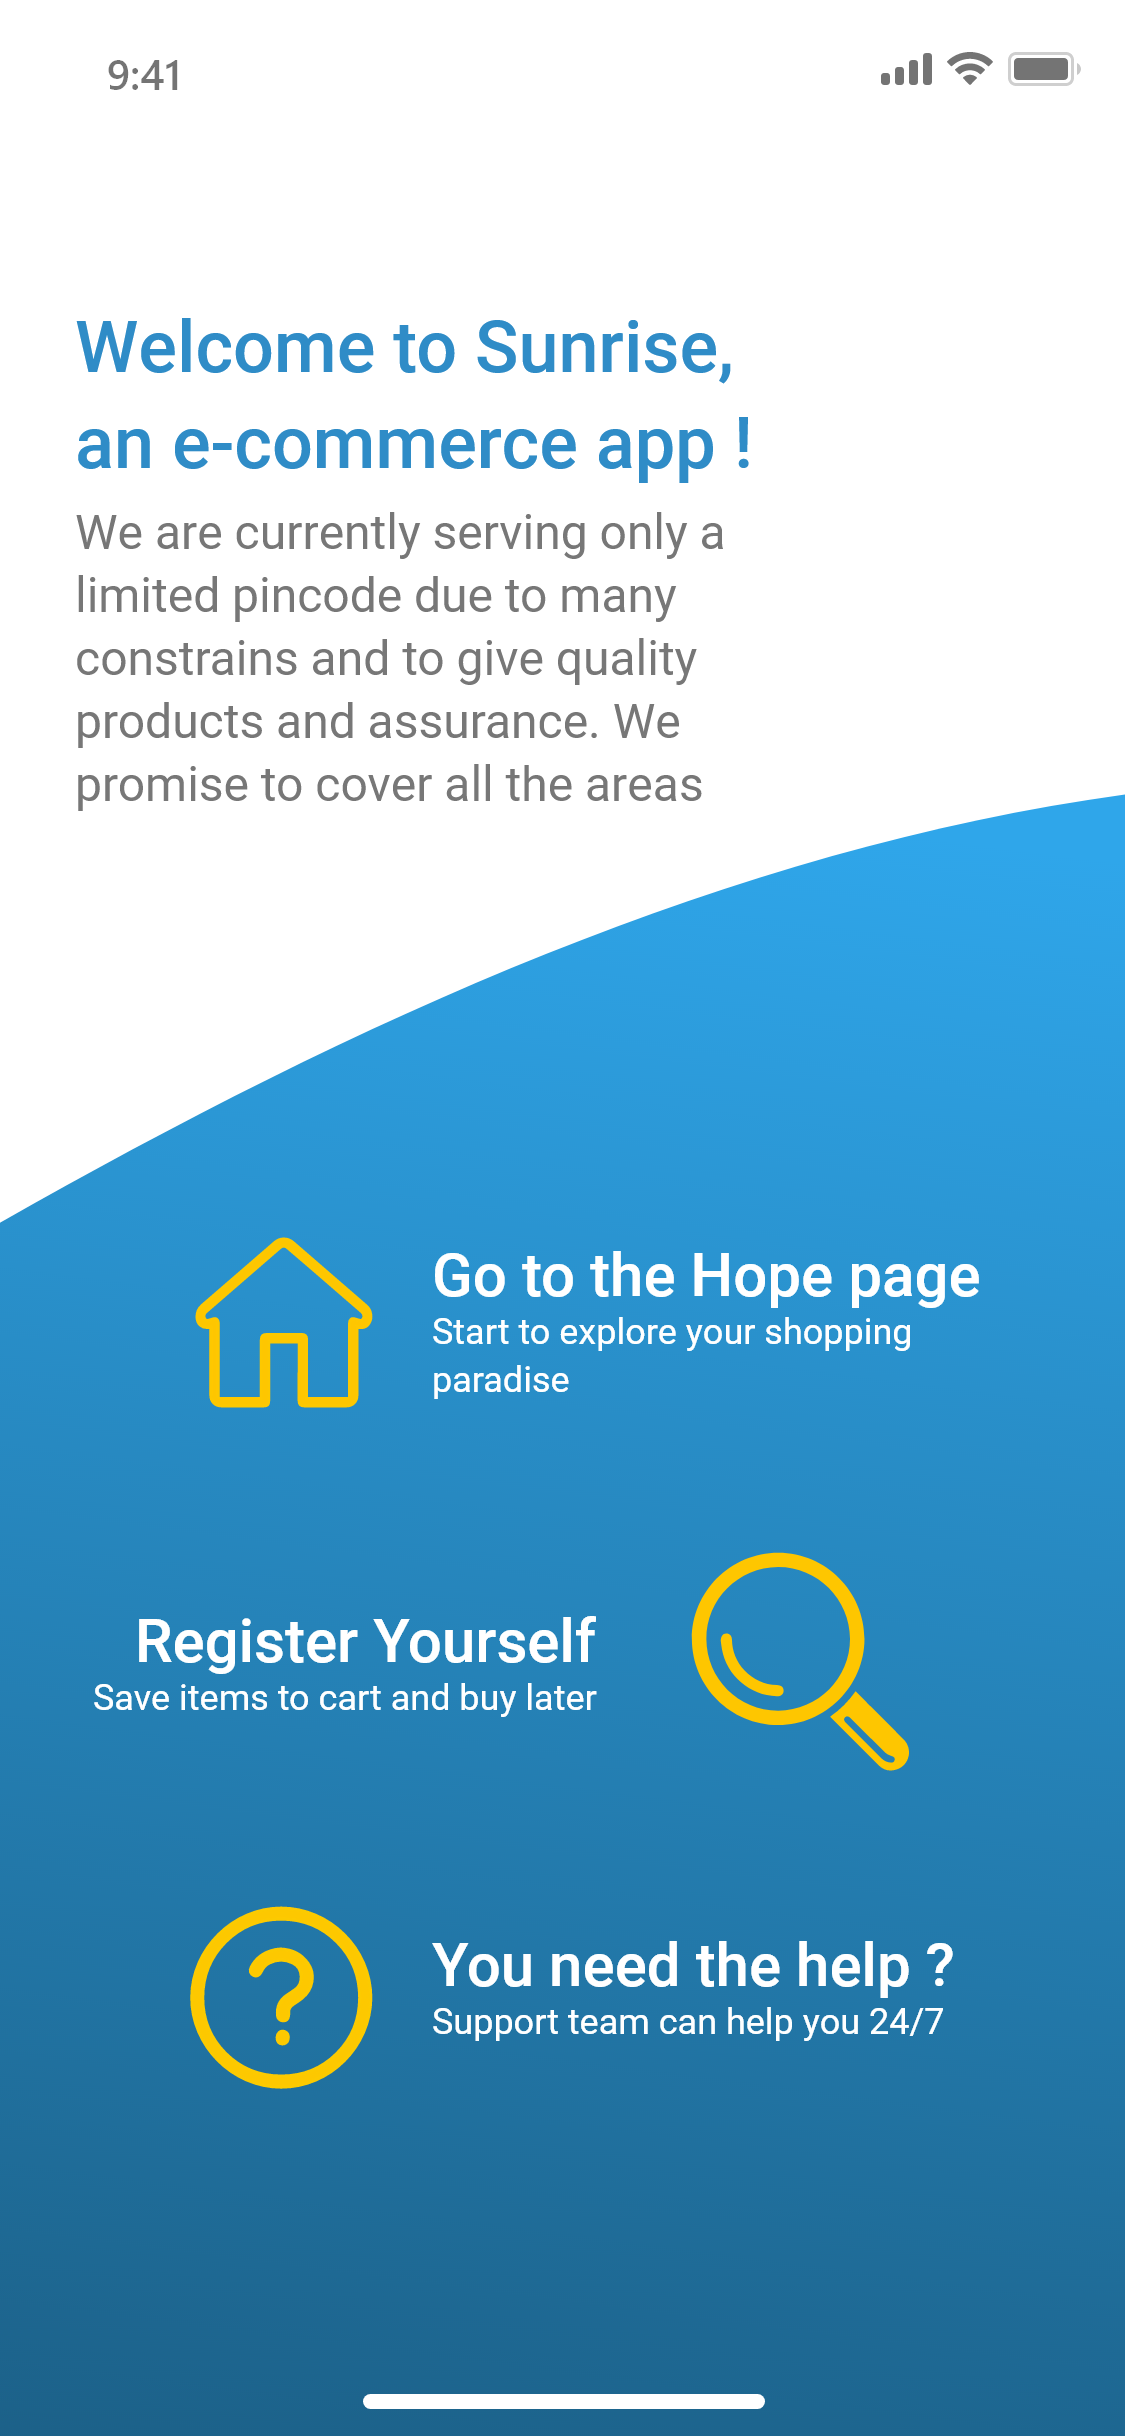 9:41
Welcome to Sunrise,
an e-commerce app !
We are currently serving only a
limited pincode due to many
constrains and to give quality
products and assurance. We
promise to cover all the areas
Go to the Hope page
Start to explore your shopping
paradise
Register Yourself
Save items to cart and buy later
You need the help ?
Support team can help you 24/7